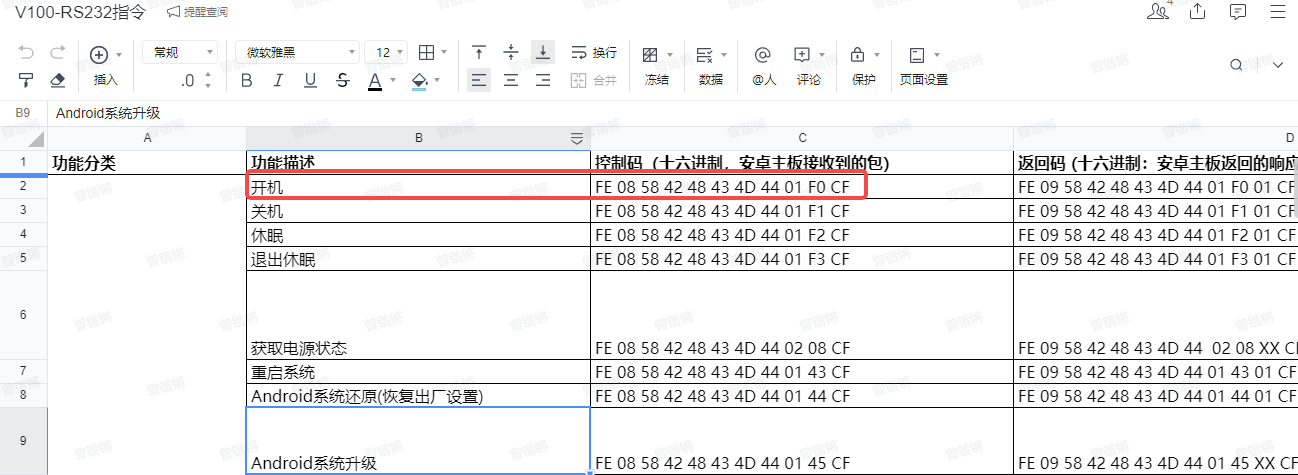 V100-RS232指令 提醒查阅
4
常规 微软雅黑 12 换行
插入 .0 B I U S A 合并 冻结 数据 @人 评论 保护 页面设置
B9 Android系统升级
A B C D
1 功能分类 功能描述 控制码（十六进制，安卓主板接收到的包) 返回码 (十六进制：安卓主板返回的响应
2 开机 FE 08 58 42 48 43 4D 44 01 F0 CF FE 09 58 42 48 43 4D 44 01 F0 01 CF
3 关机 FE 08 58 42 48 43 4D 44 01 F1 CF FE 09 58 42 48 43 4D 44 01 F1 01 CF
4 休眠 FE 08 58 42 48 43 4D 44 01 F2 CF FE 09 58 42 48 43 4D 44 01 F2 01 CF
5 退出休眠 FE 08 58 42 48 43 4D 44 01 F3 CF FE 09 58 42 48 43 4D 44 01 F3 01 CF
6 获取电源状态 FE 08 58 42 48 43 4D 44 02 08 CF FE 09 58 42 48 43 4D 44 02 08 XX C
7 重启系统 FE 08 58 42 48 43 4D 44 01 43 CF FE 09 58 42 48 43 4D 44 01 43 01 CF
8 Android系统还原(恢复出厂设置) FE 08 58 42 48 43 4D 44 01 44 CF FE 09 58 42 48 43 4D 44 01 44 01 CF
9 Android系统升级 FE 08 58 42 48 43 4D 44 01 45 CF FE 09 58 42 48 43 4D 44 01 45 XX CF